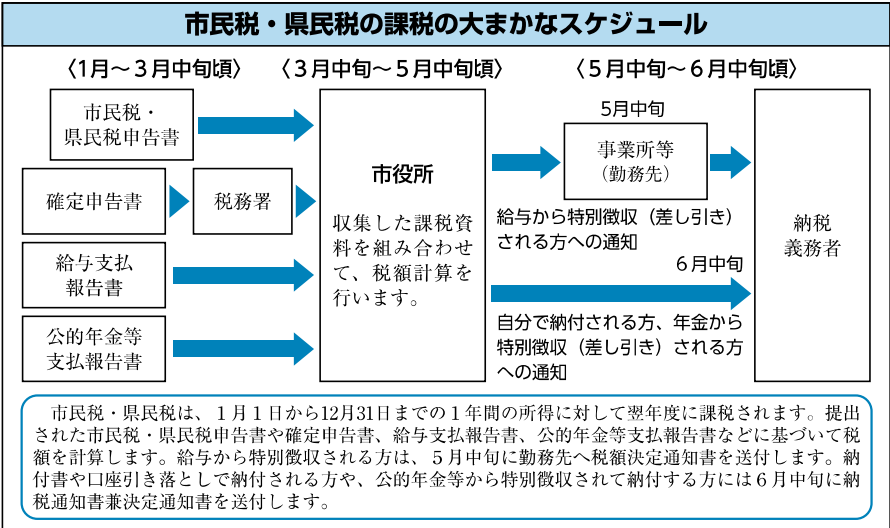 市民税・県民税の課税の大まかなスケジュール
〈1月～３月中旬頃〉
〈３月中旬～５月中旬頃〉
〈５月中旬～６月中旬頃〉
市民税・
県民税申告書
確定申告書
税務署
給与支払
報告書
公的年金等
支払報告書
市役所
収集した課税資
料を組み合わせ
て、税額計算を
行います。
5月中旬
事業所等
（勤務先）
給与から特別徴収（差し引き）
される方への通知
６月中旬
自分で納付される方、年金から
特別徴収（差し引き）される方
への通知
納税
義務者
市民税・県民税は、１月１日から12月31日までの１年間の所得に対して翌年度に課税されます。提出
された市民税・県民税申告書や確定申告書、給与支払報告書、公的年金等支払報告書などに基づいて税
額を計算します。給与から特別徴収される方は、５月中旬に勤務先へ税額決定通知書を送付します。納
付書や口座引き落としで納付される方や、公的年金等から特別徴収されて納付する方には６月中旬に納
税通知書兼決定通知書を送付します。